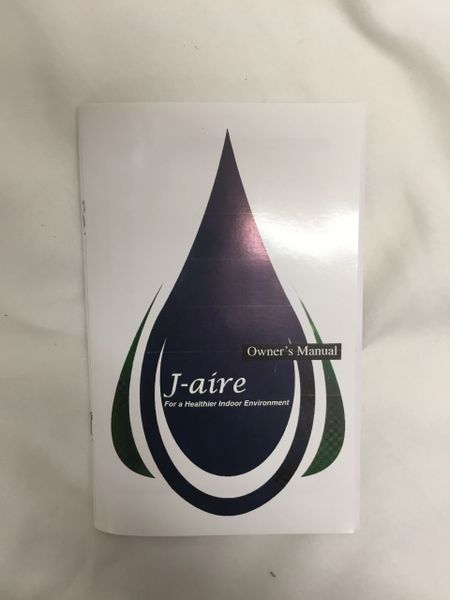 Owner's Manual
J-aire
For a Healthier Indoor Environment